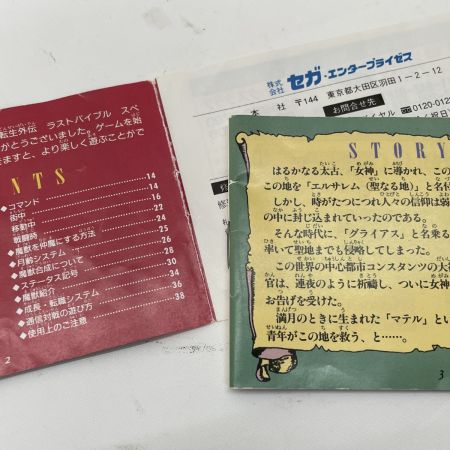 転生外伝 ラストバイブル スペ
がとうございました。ゲームを始
ますと、より楽しく遊ぶことがで
NTS
コマンド 14
街中 14
移動中 16
戦闘時 22
◆魔獣を仲魔にする方法 24
◆月齢システム 26
◆魔獣合成について 28
◆ステータス記号 30
◆魔獣紹介 24
◆成長・転職システム 34
◆通信対戦の遊び方 36
◆使用上のご注意 38
2
株式会社 セガ・エンタープライゼス
本社 〒144 東京都大田区羽田1-2-12
お問合せ先
イヤル 0120-012
STORY
はるかなる太古、「女神」に導かれ、この
この地を「エルサレム(聖なる地)」と名付
しかし、時がたつにつれ人々の信仰は弱
の中に封じ込まれていったのである。
そんな時代に、「グライアス」と名乗る
率いて聖地までも侵略してしまった。
この世界の中心都市コンスタンツの大神
官は、連夜のように祈祷し、ついに女神
お告げを受けた。
満月のときに生まれた「マテル」とい
青年がこの地を救う、と……。
3